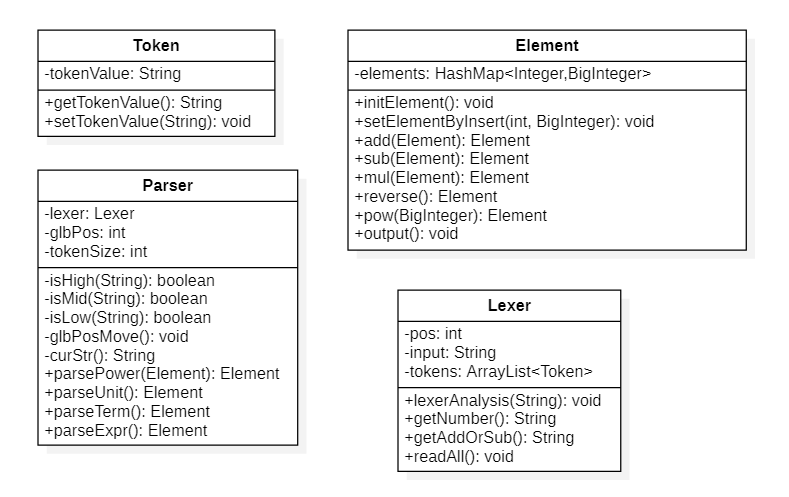 Token
-tokenValue: String
+getTokenValue(): String
+setTokenValue(String): void
Element
-elements: HashMap<Integer,BigInteger>
+initElement(): void
+setElementByInsert(int, BigInteger): void
+add(Element): Element
+sub(Element): Element
+mul(Element): Element
+reverse(): Element
+pow(BigInteger): Element
+output(): void
Parser
-lexer: Lexer
-glbPos: int
-tokenSize: int
-isHigh(String): boolean
-isMid(String): boolean
-isLow(String): boolean
-glbPosMove(): void
-curStr(): String
+parsePower(Element): Element
+parseUnit(): Element
+parseTerm(): Element
+parseExpr(): Element
Lexer
-pos: int
-input: String
-tokens: ArrayList<Token>
+lexerAnalysis(String): void
+getNumber(): String
+getAddOrSub(): String
+readAll(): void